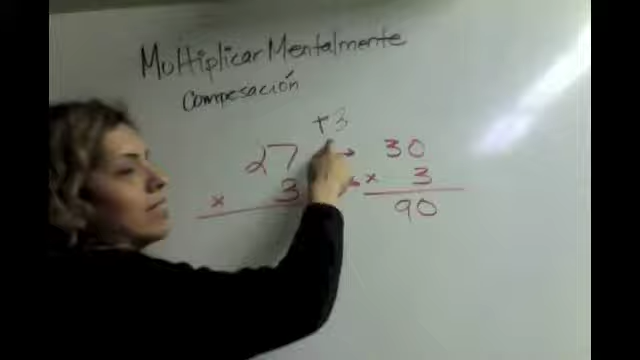 Multiplicar Mentalmente
Compesación
+3
27 → 30
x 3 x 3
90